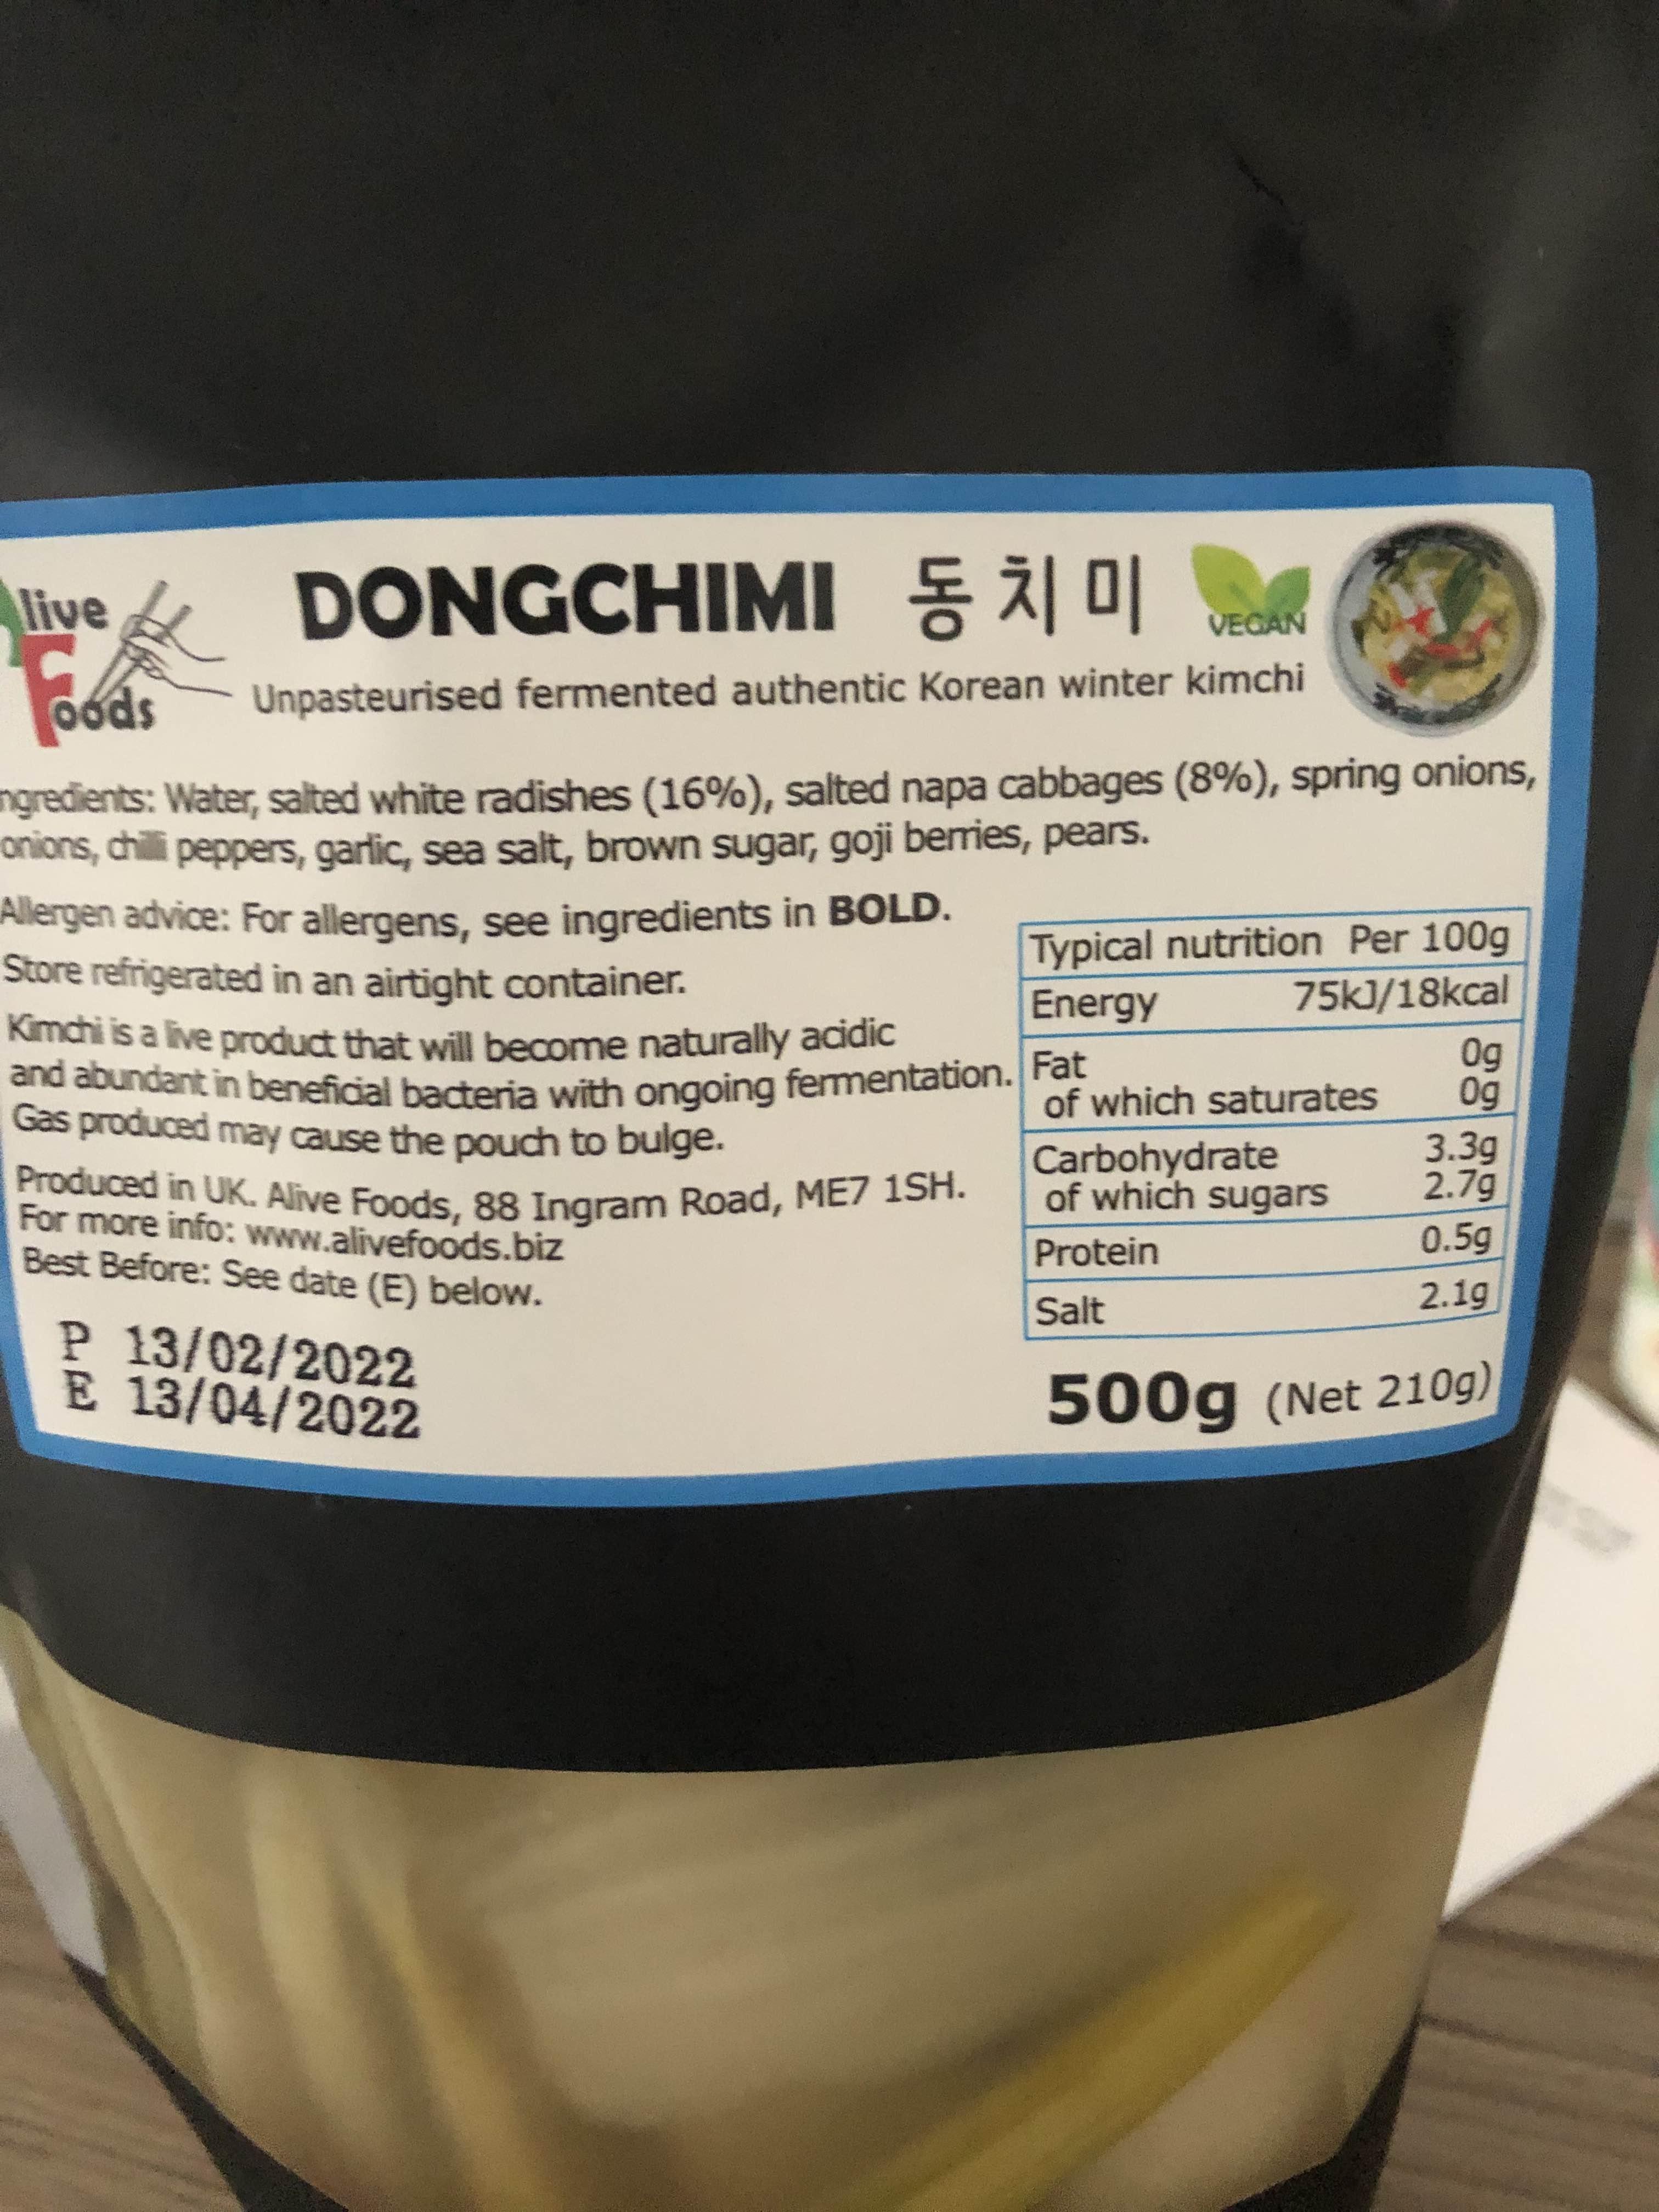 live
Foods
DONGCHIMI 동치미
VEGAN
Unpasteurised fermented authentic Korean winter kimchi
ngredients: Water, salted white radishes (16%), salted napa cabbages (8%), spring onions,
onions, chilli peppers, garlic, sea salt, brown sugar, goji berries, pears.
Allergen advice: For allergens, see ingredients in BOLD.
Store refrigerated in an airtight container.
Kimchi is a live product that will become naturally acidic
and abundant in beneficial bacteria with ongoing fermentation.
Gas produced may cause the pouch to bulge.
Produced in UK. Alive Foods, 88 Ingram Road, ME7 1SH.
For more info: www.alivefoods.biz
Best Before: See date (E) below.
P 13/02/2022
E 13/04/2022
Typical nutrition Per 100g
Energy 75kJ/18kcal
Fat 0g
of which saturates 0g
Carbohydrate 3.3g
of which sugars 2.7g
Protein 0.5g
Salt 2.1g
500g (Net 210g)